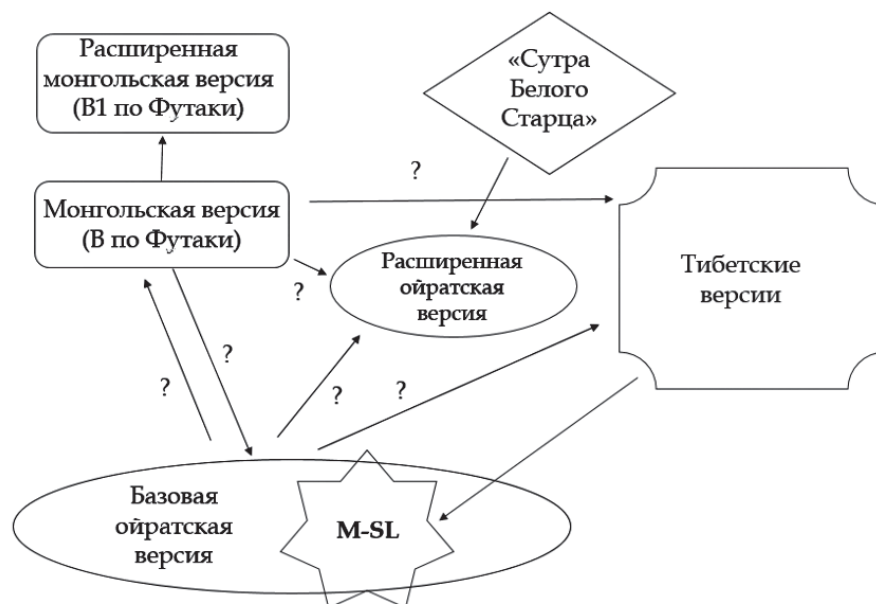 Расширенная
монгольская версия
(В1 по Футаки)
«Сутра
Белого
Старца»
?
Монгольская версия
(В по Футаки)
Расширенная
ойратская
версия
?
Тибетские
версии
?
?
?
?
Базовая
ойратская
версия
M-SL